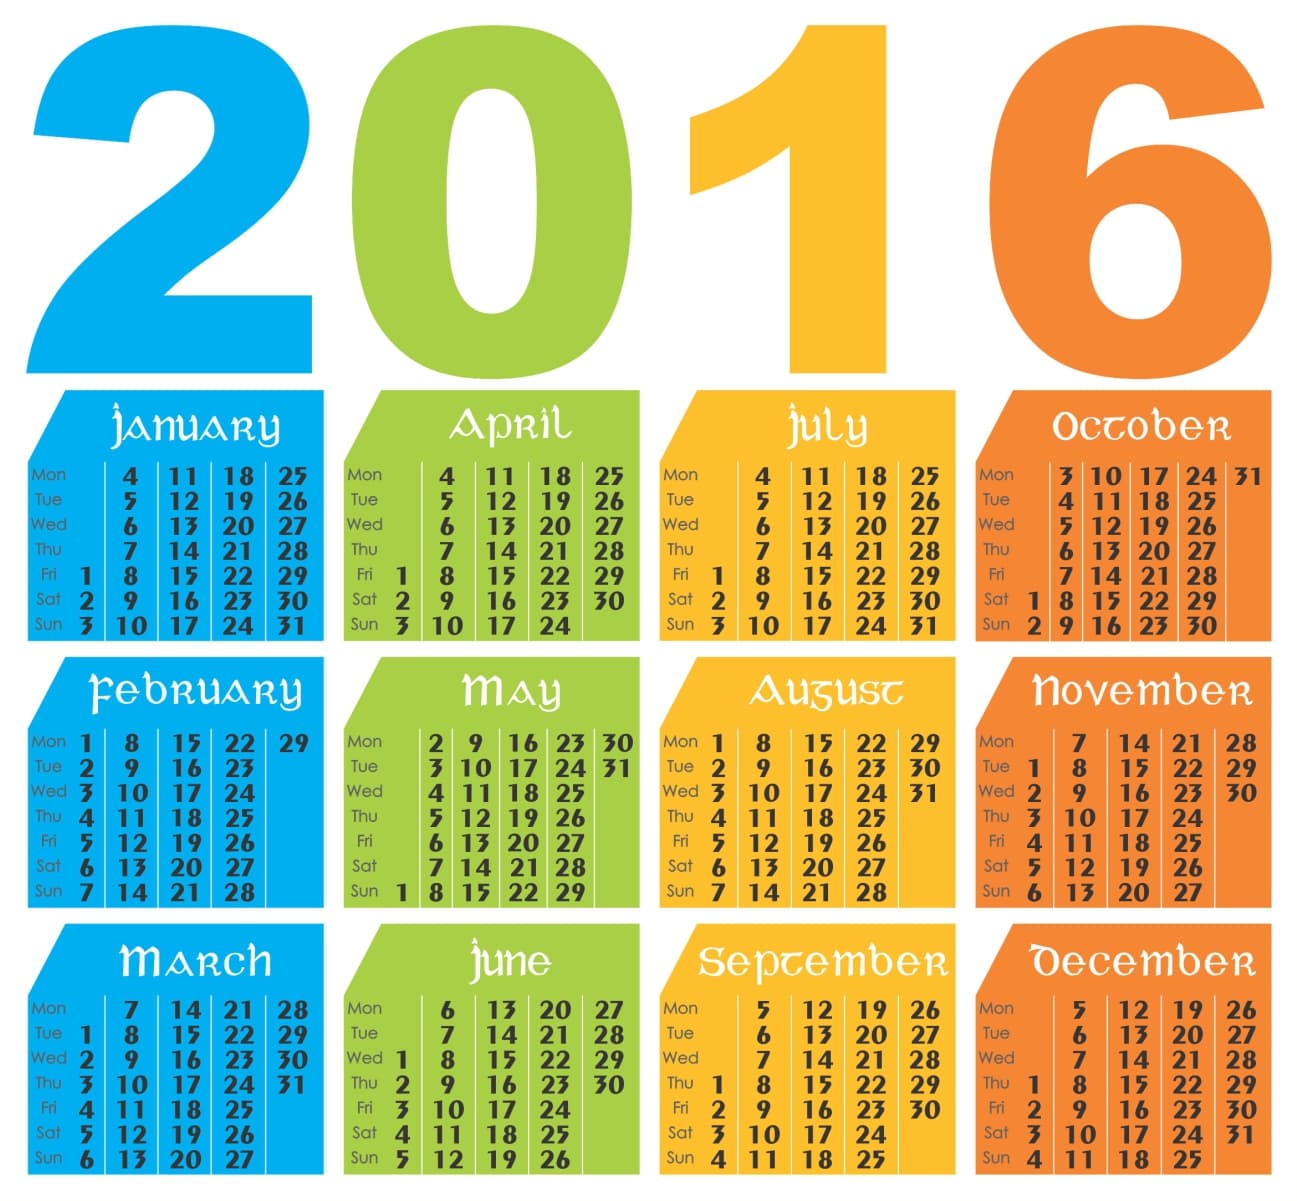 2016
January
Mon 4 11 18 25
Tue 5 12 19 26
Wed 6 13 20 27
Thu 7 14 21 28
Fri 1 8 15 22 29
Sat 2 9 16 23 30
Sun 3 10 17 24 31
February
Mon 1 8 15 22 29
Tue 2 9 16 23
Wed 3 10 17 24
Thu 4 11 18 25
Fri 5 12 19 26
Sat 6 13 20 27
Sun 7 14 21 28
March
Mon 7 14 21 28
Tue 1 8 15 22 29
Wed 2 9 16 23 30
Thu 3 10 17 24 31
Fri 4 11 18 25
Sat 5 12 19 26
Sun 6 13 20 27
April
Mon 4 11 18 25
Tue 5 12 19 26
Wed 6 13 20 27
Thu 7 14 21 28
Fri 1 8 15 22 29
Sat 2 9 16 23 30
Sun 3 10 17 24
May
Mon 2 9 16 23 30
Tue 3 10 17 24 31
Wed 4 11 18 25
Thu 5 12 19 26
Fri 6 13 20 27
Sat 7 14 21 28
Sun 1 8 15 22 29
June
Mon 6 13 20 27
Tue 7 14 21 28
Wed 1 8 15 22 29
Thu 2 9 16 23 30
Fri 3 10 17 24
Sat 4 11 18 25
Sun 5 12 19 26
July
Mon 4 11 18 25
Tue 5 12 19 26
Wed 6 13 20 27
Thu 7 14 21 28
Fri 1 8 15 22 29
Sat 2 9 16 23 30
Sun 3 10 17 24 31
August
Mon 1 8 15 22 29
Tue 2 9 16 23 30
Wed 3 10 17 24 31
Thu 4 11 18 25
Fri 5 12 19 26
Sat 6 13 20 27
Sun 7 14 21 28
September
Mon 5 12 19 26
Tue 6 13 20 27
Wed 7 14 21 28
Thu 1 8 15 22 29
Fri 2 9 16 23 30
Sat 3 10 17 24
Sun 4 11 18 25
October
Mon 3 10 17 24 31
Tue 4 11 18 25
Wed 5 12 19 26
Thu 6 13 20 27
Fri 7 14 21 28
Sat 1 8 15 22 29
Sun 2 9 16 23 30
November
Mon 7 14 21 28
Tue 1 8 15 22 29
Wed 2 9 16 23 30
Thu 3 10 17 24
Fri 4 11 18 25
Sat 5 12 19 26
Sun 6 13 20 27
December
Mon 5 12 19 26
Tue 6 13 20 27
Wed 7 14 21 28
Thu 1 8 15 22 29
Fri 2 9 16 23 30
Sat 3 10 17 24 31
Sun 4 11 18 25